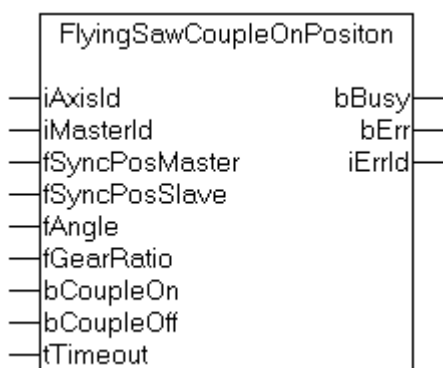 FlyingSawCoupleOnPositon
iAxisId bBusy
iMasterId bErr
fSyncPosMaster iErrId
fSyncPosSlave
fAngle
fGearRatio
bCoupleOn
bCoupleOff
tTimeout